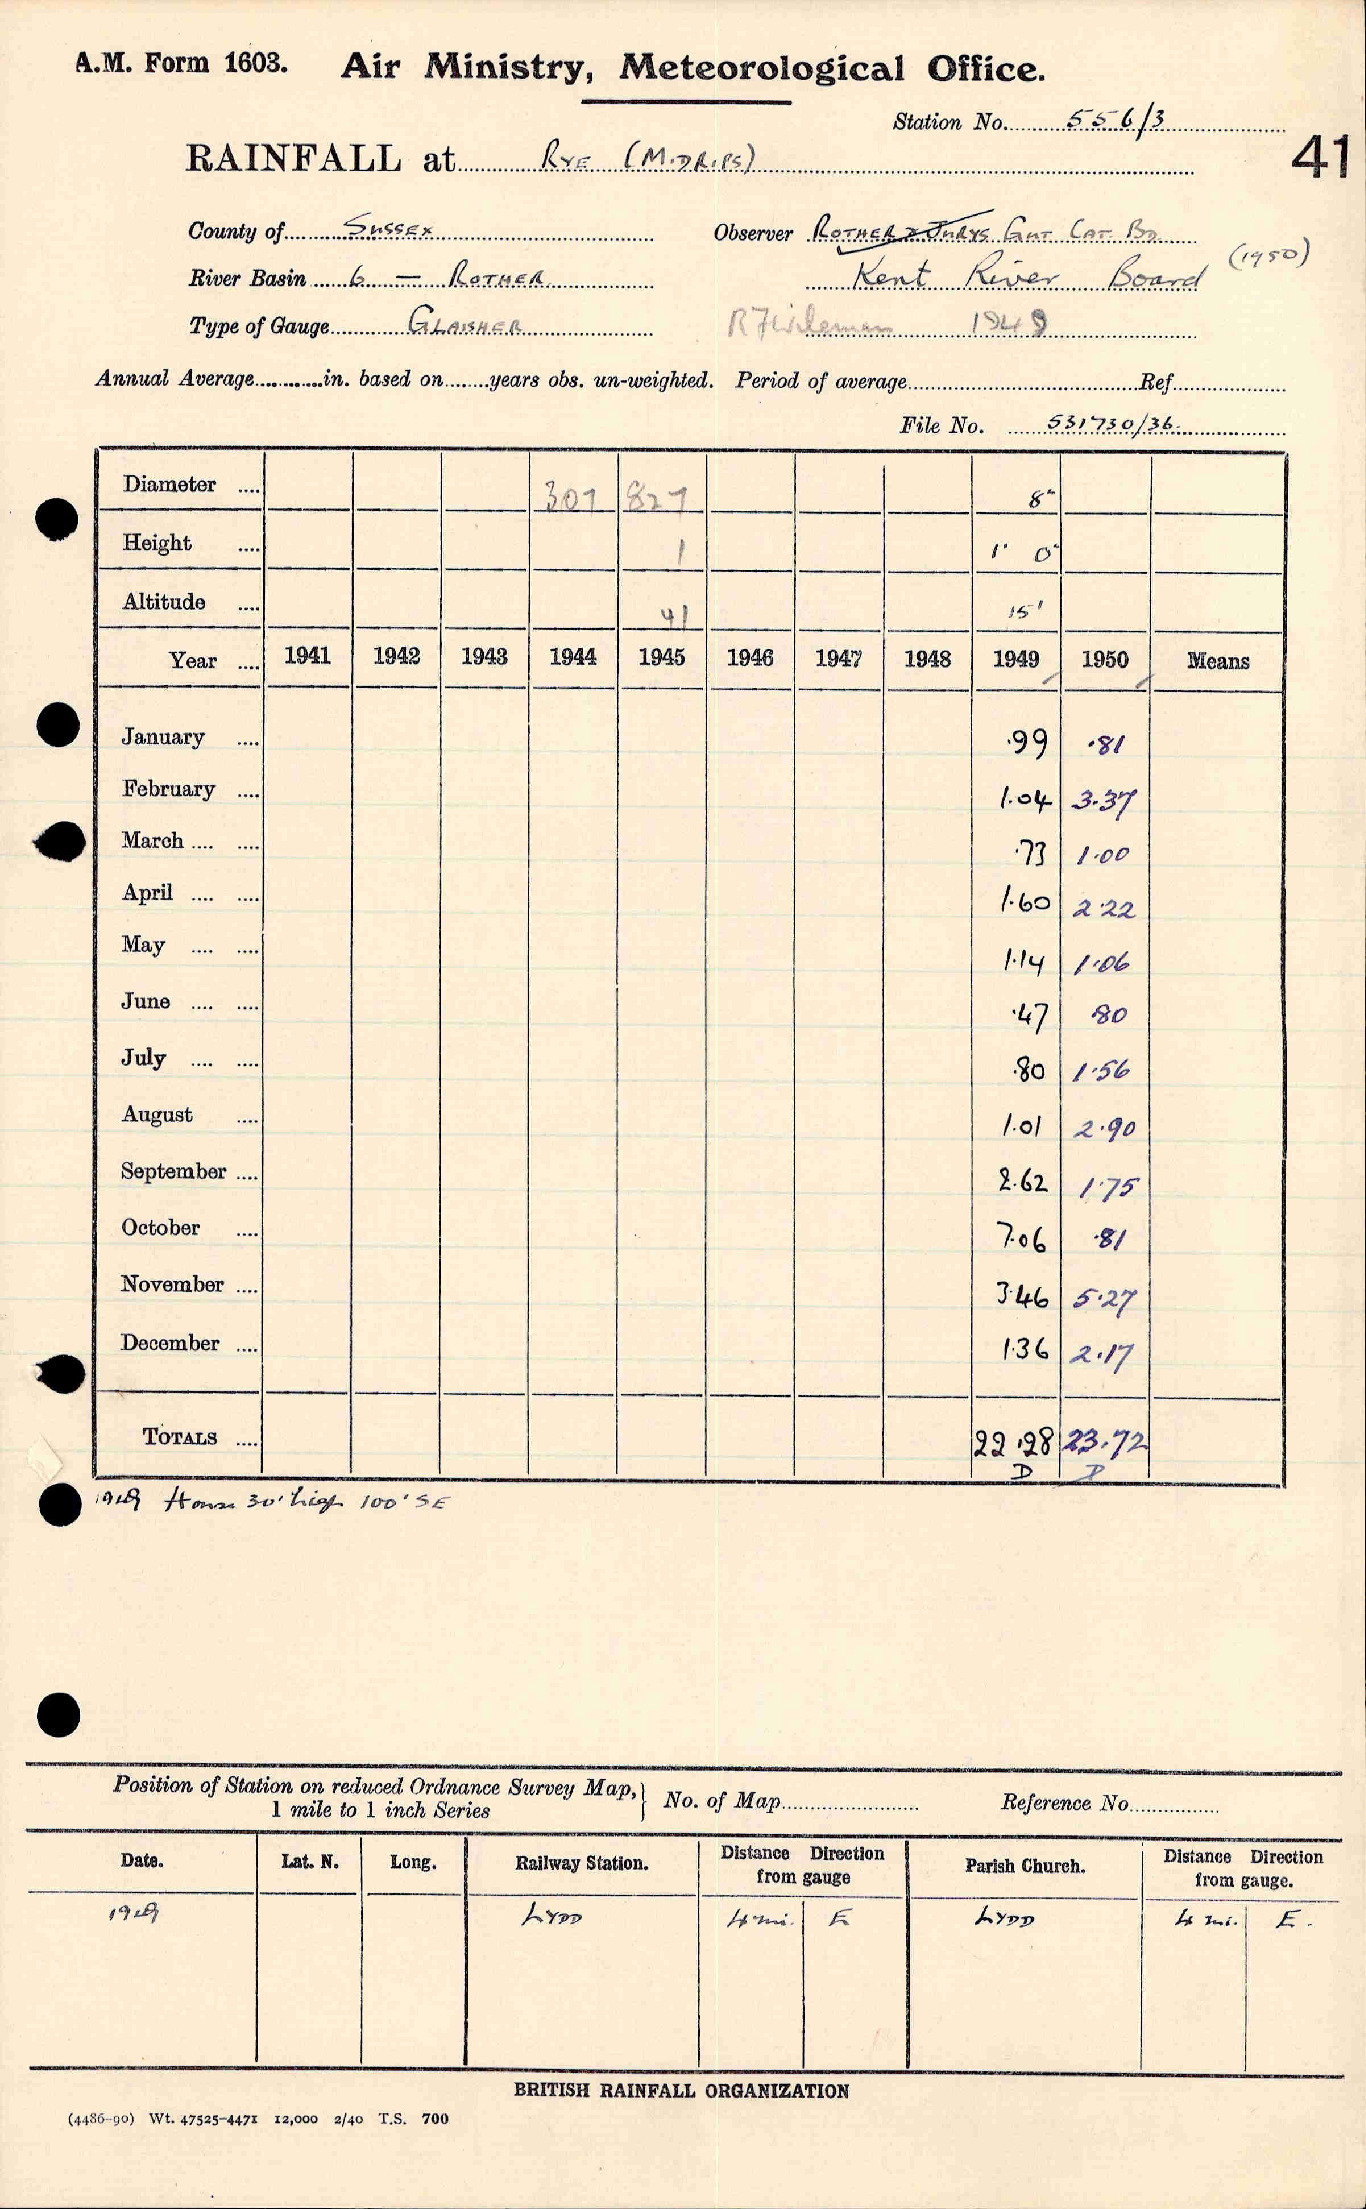 A.M. Form 1603. Air Ministry, Meteorological Office.
Station No. 556/3
41
RAINFALL at RYE (M.DR.PS)
County of SUSSEX Observer ROTHER & JURYS GUT CAT. BD.
River Basin 6 — ROTHER Kent River Board (1950)
Type of Gauge GLAISHER 1949
Annual Average............in. based on........years obs. un-weighted. Period of average Ref
File No. 531730/36
Diameter .... 307 827 8"
Height .... 1 1' 0"
Altitude .... 41 15'
Year .... 1941 1942 1943 1944 1945 1946 1947 1948 1949 1950 Means
January .... .99 .81
February .... 1.04 3.37
March .... .... .73 1.00
April .... .... 1.60 2.22
May .... .... 1.14 1.06
June .... .... .47 .80
July .... .... .80 1.56
August .... 1.01 2.90
September .... 2.62 1.75
October .... 7.06 .81
November .... 3.46 5.27
December .... 1.36 2.17
TOTALS .... 22.28 23.72
D D
1949 House 30' high 100' SE
Position of Station on reduced Ordnance Survey Map, No. of Map Reference No.
1 mile to 1 inch Series
Date. Lat. N. Long. Railway Station. Distance Direction from gauge Parish Church. Distance Direction from gauge.
1949 LYDD 4 mi. E LYDD 4 mi. E.
BRITISH RAINFALL ORGANIZATION
(4486-90) Wt. 47525-4471 12,000 2/40 T.S. 700